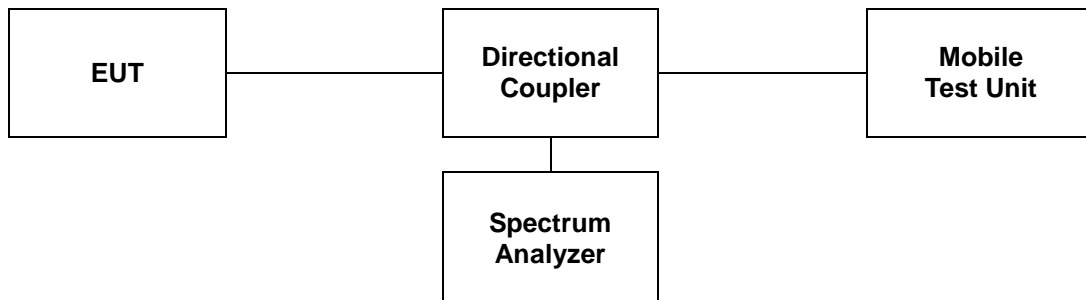 EUT
Directional
Coupler
Mobile
Test Unit
Spectrum
Analyzer